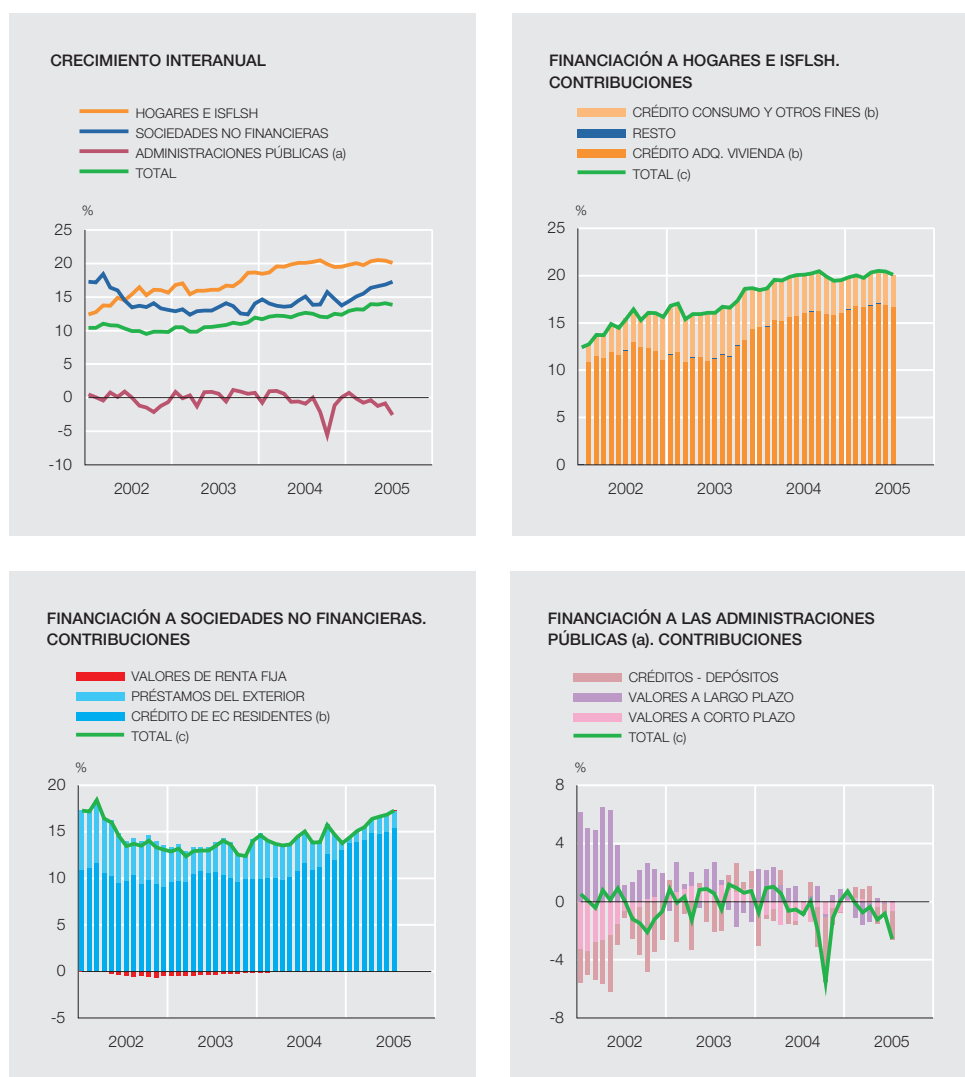 CRECIMIENTO INTERANUAL
HOGARES E ISFLSH
SOCIEDADES NO FINANCIERAS
ADMINISTRACIONES PÚBLICAS (a)
TOTAL
%
25
20
15
10
5
0
-5
-10
2002 2003 2004 2005
FINANCIACIÓN A HOGARES E ISFLSH.
CONTRIBUCIONES
CRÉDITO CONSUMO Y OTROS FINES (b)
RESTO
CRÉDITO ADQ. VIVIENDA (b)
TOTAL (c)
%
25
20
15
10
5
0
2002 2003 2004 2005
FINANCIACIÓN A SOCIEDADES NO FINANCIERAS.
CONTRIBUCIONES
VALORES DE RENTA FIJA
PRÉSTAMOS DEL EXTERIOR
CRÉDITO DE EC RESIDENTES (b)
TOTAL (c)
%
20
15
10
5
0
-5
2002 2003 2004 2005
FINANCIACIÓN A LAS ADMINISTRACIONES
PÚBLICAS (a). CONTRIBUCIONES
CRÉDITOS - DEPÓSITOS
VALORES A LARGO PLAZO
VALORES A CORTO PLAZO
TOTAL (c)
%
8
4
0
-4
-8
2002 2003 2004 2005